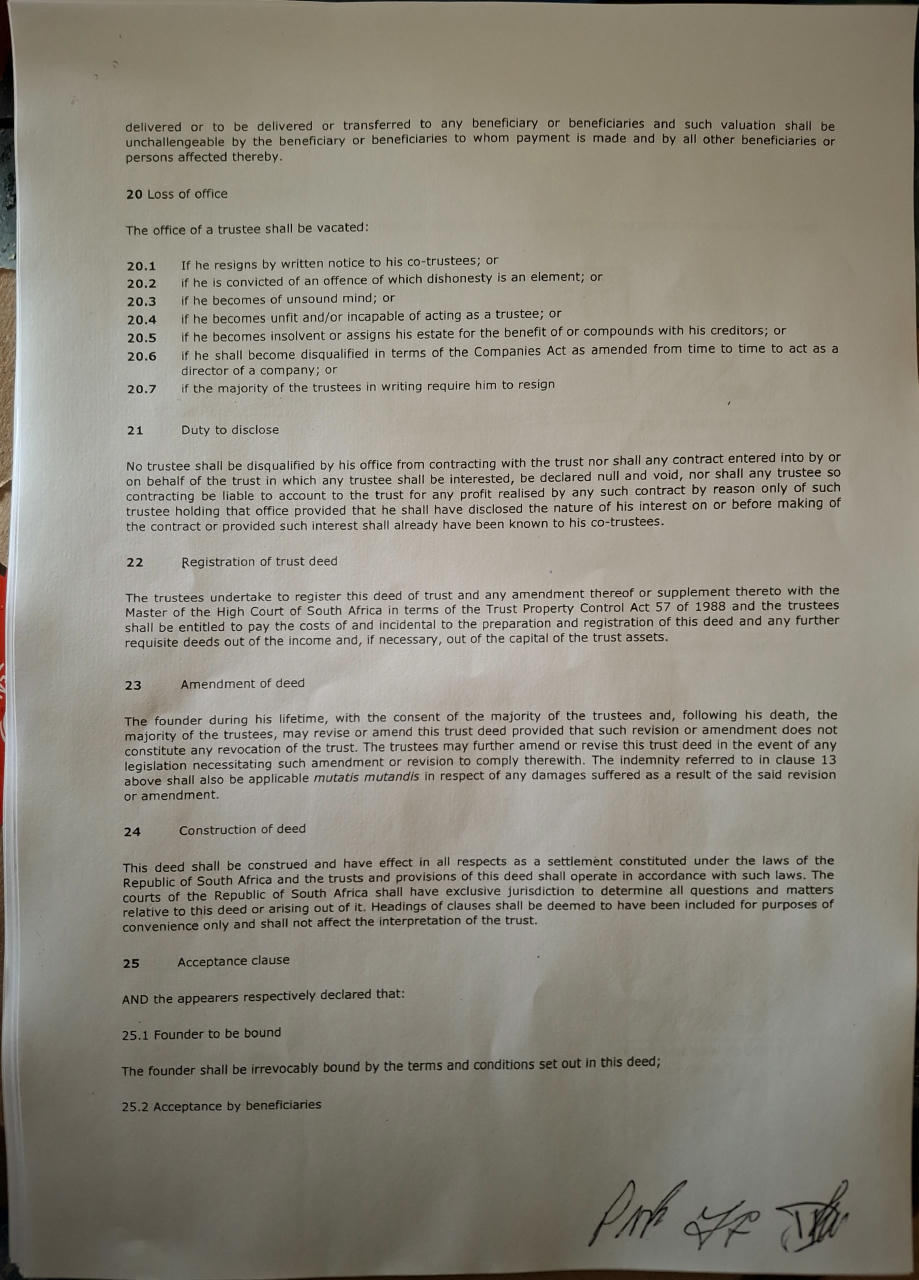 delivered or to be delivered or transferred to any beneficiary or beneficiaries and such valuation shall be
unchallengeable by the beneficiary or beneficiaries to whom payment is made and by all other beneficiaries or
persons affected thereby.
20 Loss of office
The office of a trustee shall be vacated:
20.1 If he resigns by written notice to his co-trustees; or
20.2 if he is convicted of an offence of which dishonesty is an element; or
20.3 if he becomes of unsound mind; or
20.4 if he becomes unfit and/or incapable of acting as a trustee; or
20.5 if he becomes insolvent or assigns his estate for the benefit of or compounds with his creditors; or
20.6 if he shall become disqualified in terms of the Companies Act as amended from time to time to act as a
director of a company; or
20.7 if the majority of the trustees in writing require him to resign
21 Duty to disclose
No trustee shall be disqualified by his office from contracting with the trust nor shall any contract entered into by or
on behalf of the trust in which any trustee shall be interested, be declared null and void, nor shall any trustee so
contracting be liable to account to the trust for any profit realised by any such contract by reason only of such
trustee holding that office provided that he shall have disclosed the nature of his interest on or before making of
the contract or provided such interest shall already have been known to his co-trustees.
22 Registration of trust deed
The trustees undertake to register this deed of trust and any amendment thereof or supplement thereto with the
Master of the High Court of South Africa in terms of the Trust Property Control Act 57 of 1988 and the trustees
shall be entitled to pay the costs of and incidental to the preparation and registration of this deed and any further
requisite deeds out of the income and, if necessary, out of the capital of the trust assets.
23 Amendment of deed
The founder during his lifetime, with the consent of the majority of the trustees and, following his death, the
majority of the trustees, may revise or amend this trust deed provided that such revision or amendment does not
constitute any revocation of the trust. The trustees may further amend or revise this trust deed in the event of any
legislation necessitating such amendment or revision to comply therewith. The indemnity referred to in clause 13
above shall also be applicable mutatis mutandis in respect of any damages suffered as a result of the said revision
or amendment.
24 Construction of deed
This deed shall be construed and have effect in all respects as a settlement constituted under the laws of the
Republic of South Africa and the trusts and provisions of this deed shall operate in accordance with such laws. The
courts of the Republic of South Africa shall have exclusive jurisdiction to determine all questions and matters
relative to this deed or arising out of it. Headings of clauses shall be deemed to have been included for purposes of
convenience only and shall not affect the interpretation of the trust.
25 Acceptance clause
AND the appearers respectively declared that:
25.1 Founder to be bound
The founder shall be irrevocably bound by the terms and conditions set out in this deed;
25.2 Acceptance by beneficiaries